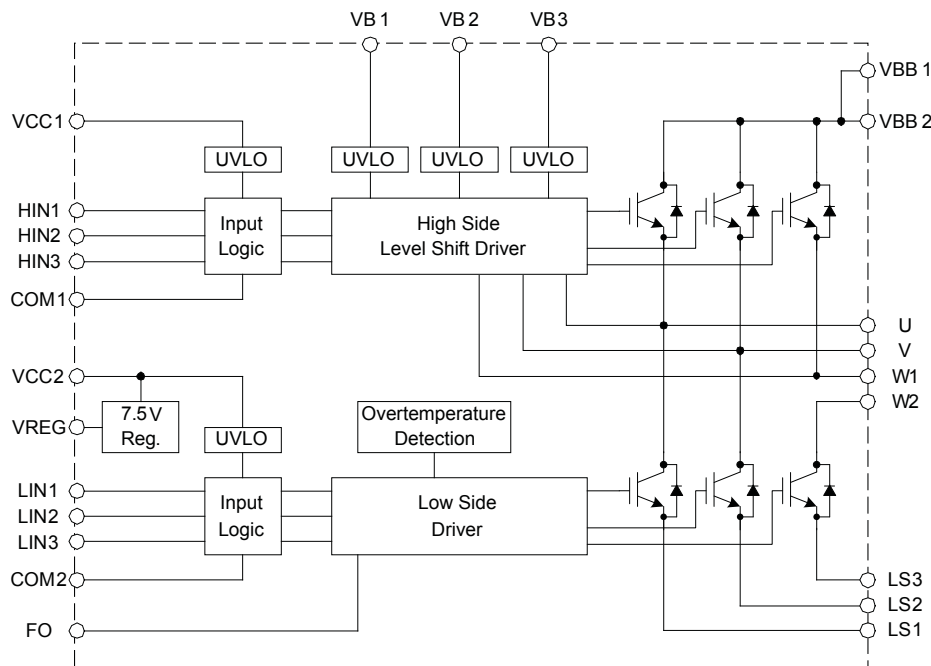 VB 1 VB 2 VB 3
VBB 1
VCC1
VBB 2
UVLO UVLO UVLO UVLO
HIN1
HIN2
HIN3
Input
Logic
High Side
Level Shift Driver
COM1
U
V
W1
W2
VCC2
VREG
7.5 V
Reg.
UVLO
Overtemperature
Detection
LIN1
LIN2
LIN3
Input
Logic
Low Side
Driver
COM2
FO
LS3
LS2
LS1